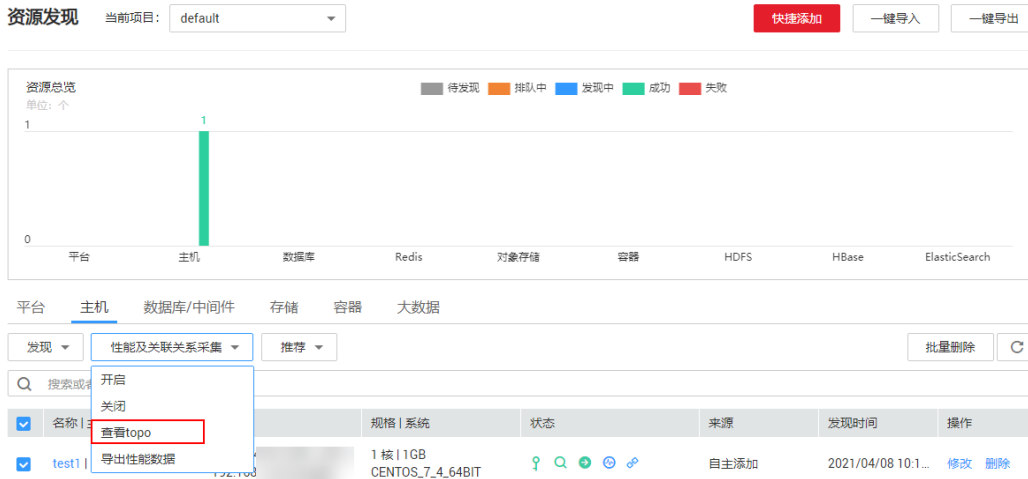 资源发现 当前项目： default 快捷添加 一键导入 一键导出
资源总览 待发现 排队中 发现中 成功 失败
单位：个
1
1
0
平台 主机 数据库 Redis 对象存储 容器 HDFS HBase ElasticSearch
平台 主机 数据库/中间件 存储 容器 大数据
发现 性能及关联关系采集 推荐 批量删除
搜索或
开启
关闭
名称 | 规格 | 系统 状态 来源 发现时间 操作
查看topo
test1 | 1 核 | 1GB 自主添加 2021/04/08 10:1... 修改 删除
导出性能数据
CENTOS_7_4_64BIT